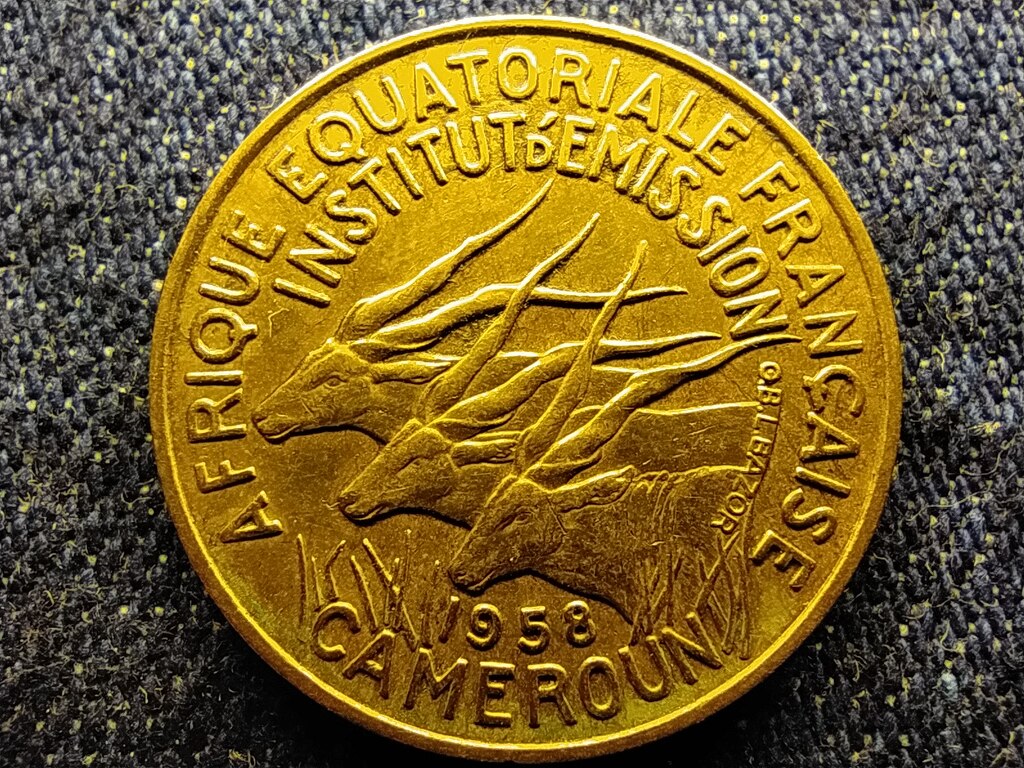 AFRIQUE EQUATORIALE FRANÇAISE
INSTITUT D'EMISSION
G.B.L.BAZOR
1958
CAMEROUN